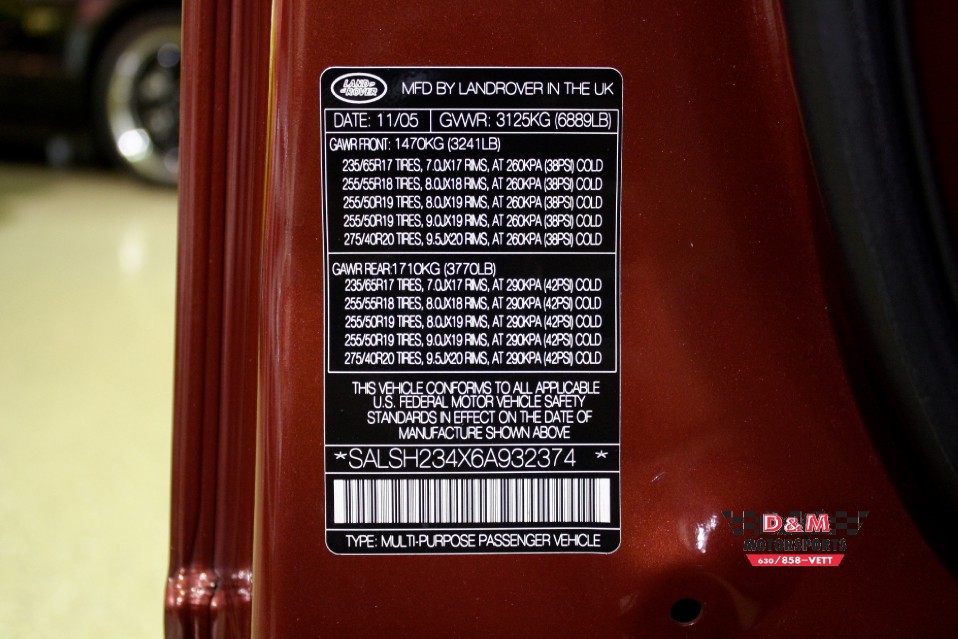 LAND ROVER MFD BY LANDROVER IN THE UK
DATE: 11/05 GVWR: 3125KG (6889LB)
GAWR FRONT: 1470KG (3241LB)
235/65R17 TIRES, 7.0JX17 RIMS, AT 260KPA (38PSI) COLD
255/55R18 TIRES, 8.0JX18 RIMS, AT 260KPA (38PSI) COLD
255/50R19 TIRES, 8.0JX19 RIMS, AT 260KPA (38PSI) COLD
255/50R19 TIRES, 9.0JX19 RIMS, AT 260KPA (38PSI) COLD
275/40R20 TIRES, 9.5JX20 RIMS, AT 260KPA (38PSI) COLD
GAWR REAR:1710KG (3770LB)
235/65R17 TIRES, 7.0JX17 RIMS, AT 290KPA (42PSI) COLD
255/55R18 TIRES, 8.0JX18 RIMS, AT 290KPA (42PSI) COLD
255/50R19 TIRES, 8.0JX19 RIMS, AT 290KPA (42PSI) COLD
255/50R19 TIRES, 9.0JX19 RIMS, AT 290KPA (42PSI) COLD
275/40R20 TIRES, 9.5JX20 RIMS, AT 290KPA (42PSI) COLD
THIS VEHICLE CONFORMS TO ALL APPLICABLE
U.S. FEDERAL MOTOR VEHICLE SAFETY
STANDARDS IN EFFECT ON THE DATE OF
MANUFACTURE SHOWN ABOVE
*SALSH234X6A932374 *
TYPE: MULTI-PURPOSE PASSENGER VEHICLE
D&M
MOTORSPORTS
630/858-VETT